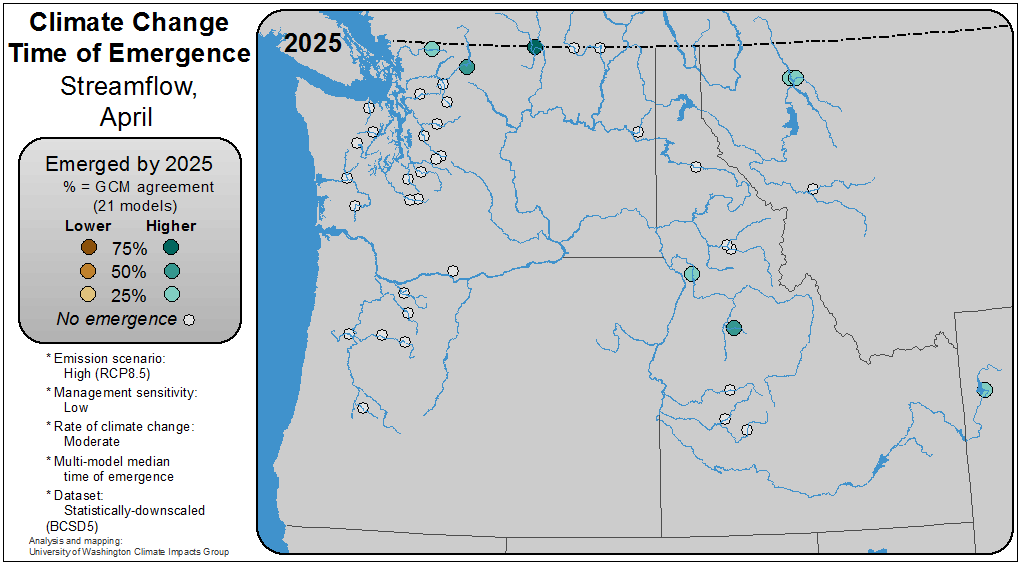 Climate Change
Time of Emergence
Streamflow,
April
2025
Emerged by 2025
% = GCM agreement
(21 models)
Lower Higher
75%
50%
25%
No emergence
* Emission scenario:
High (RCP8.5)
* Management sensitivity:
Low
* Rate of climate change:
Moderate
* Multi-model median
time of emergence
* Dataset:
Statistically-downscaled
(BCSD5)
Analysis and mapping:
University of Washington Climate Impacts Group